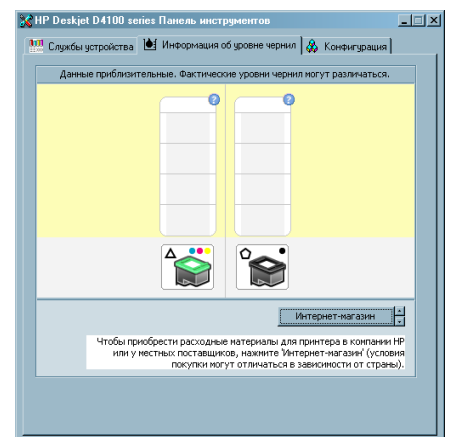 HP Deskjet D4100 series Панель инструментов
Службы устройства Информация об уровне чернил Конфигурация
Данные приблизительные. Фактические уровни чернил могут различаться.
? ?
Интернет-магазин
Чтобы приобрести расходные материалы для принтера в компании HP
или у местных поставщиков, нажмите 'Интернет-магазин' (условия
покупки могут отличаться в зависимости от страны).